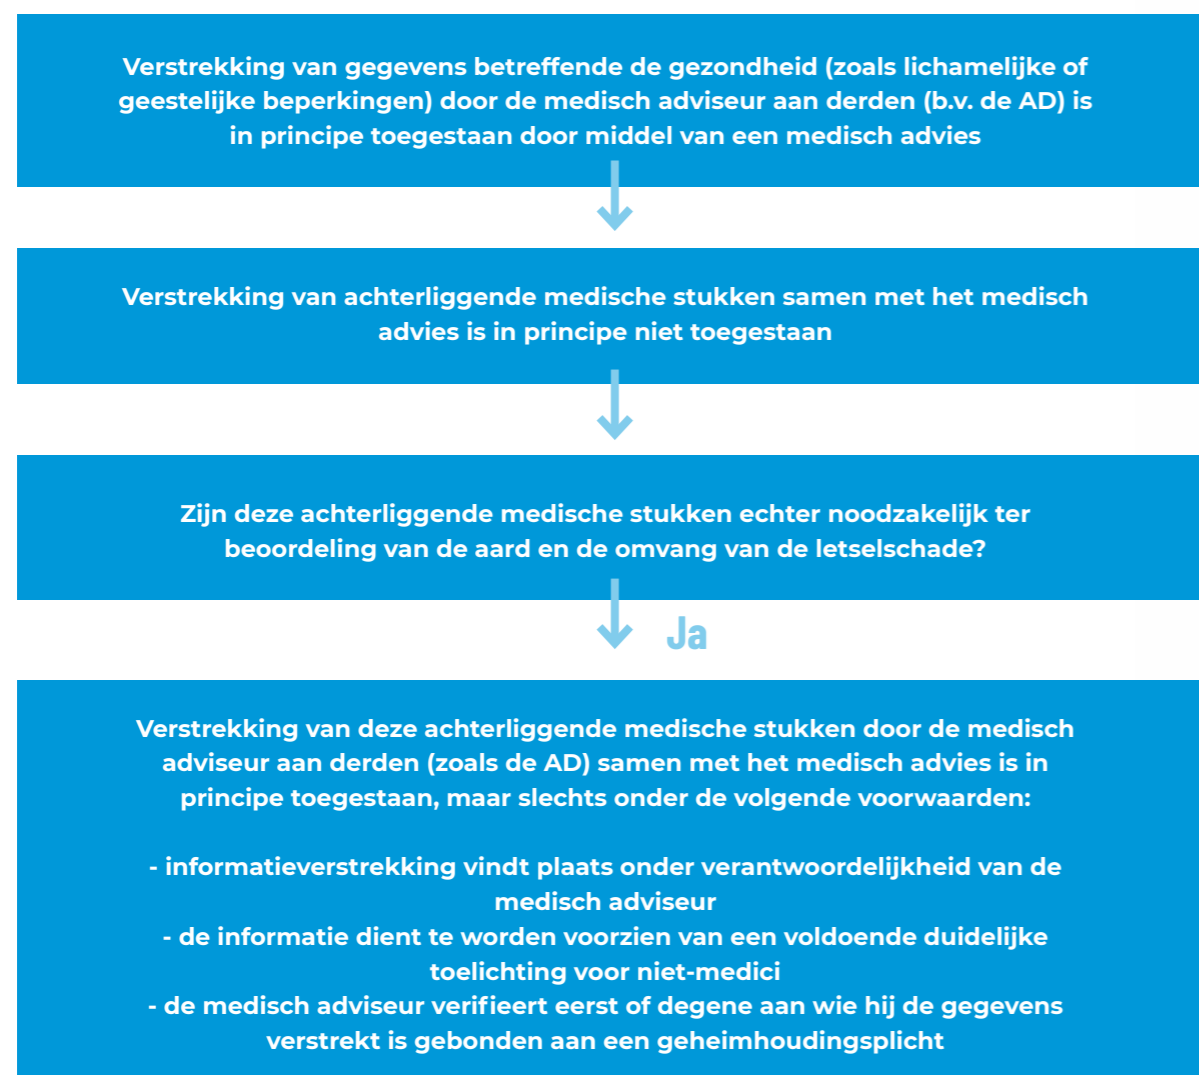 Verstrekking van gegevens betreffende de gezondheid (zoals lichamelijke of
geestelijke beperkingen) door de medisch adviseur aan derden (b.v. de AD) is
in principe toegestaan door middel van een medisch advies
Verstrekking van achterliggende medische stukken samen met het medisch
advies is in principe niet toegestaan
Zijn deze achterliggende medische stukken echter noodzakelijk ter
beoordeling van de aard en de omvang van de letselschade?
Ja
Verstrekking van deze achterliggende medische stukken door de medisch
adviseur aan derden (zoals de AD) samen met het medisch advies is in
principe toegestaan, maar slechts onder de volgende voorwaarden:
- informatieverstrekking vindt plaats onder verantwoordelijkheid van de
medisch adviseur
- de informatie dient te worden voorzien van een voldoende duidelijke
toelichting voor niet-medici
- de medisch adviseur verifieert eerst of degene aan wie hij de gegevens
verstrekt is gebonden aan een geheimhoudingsplicht